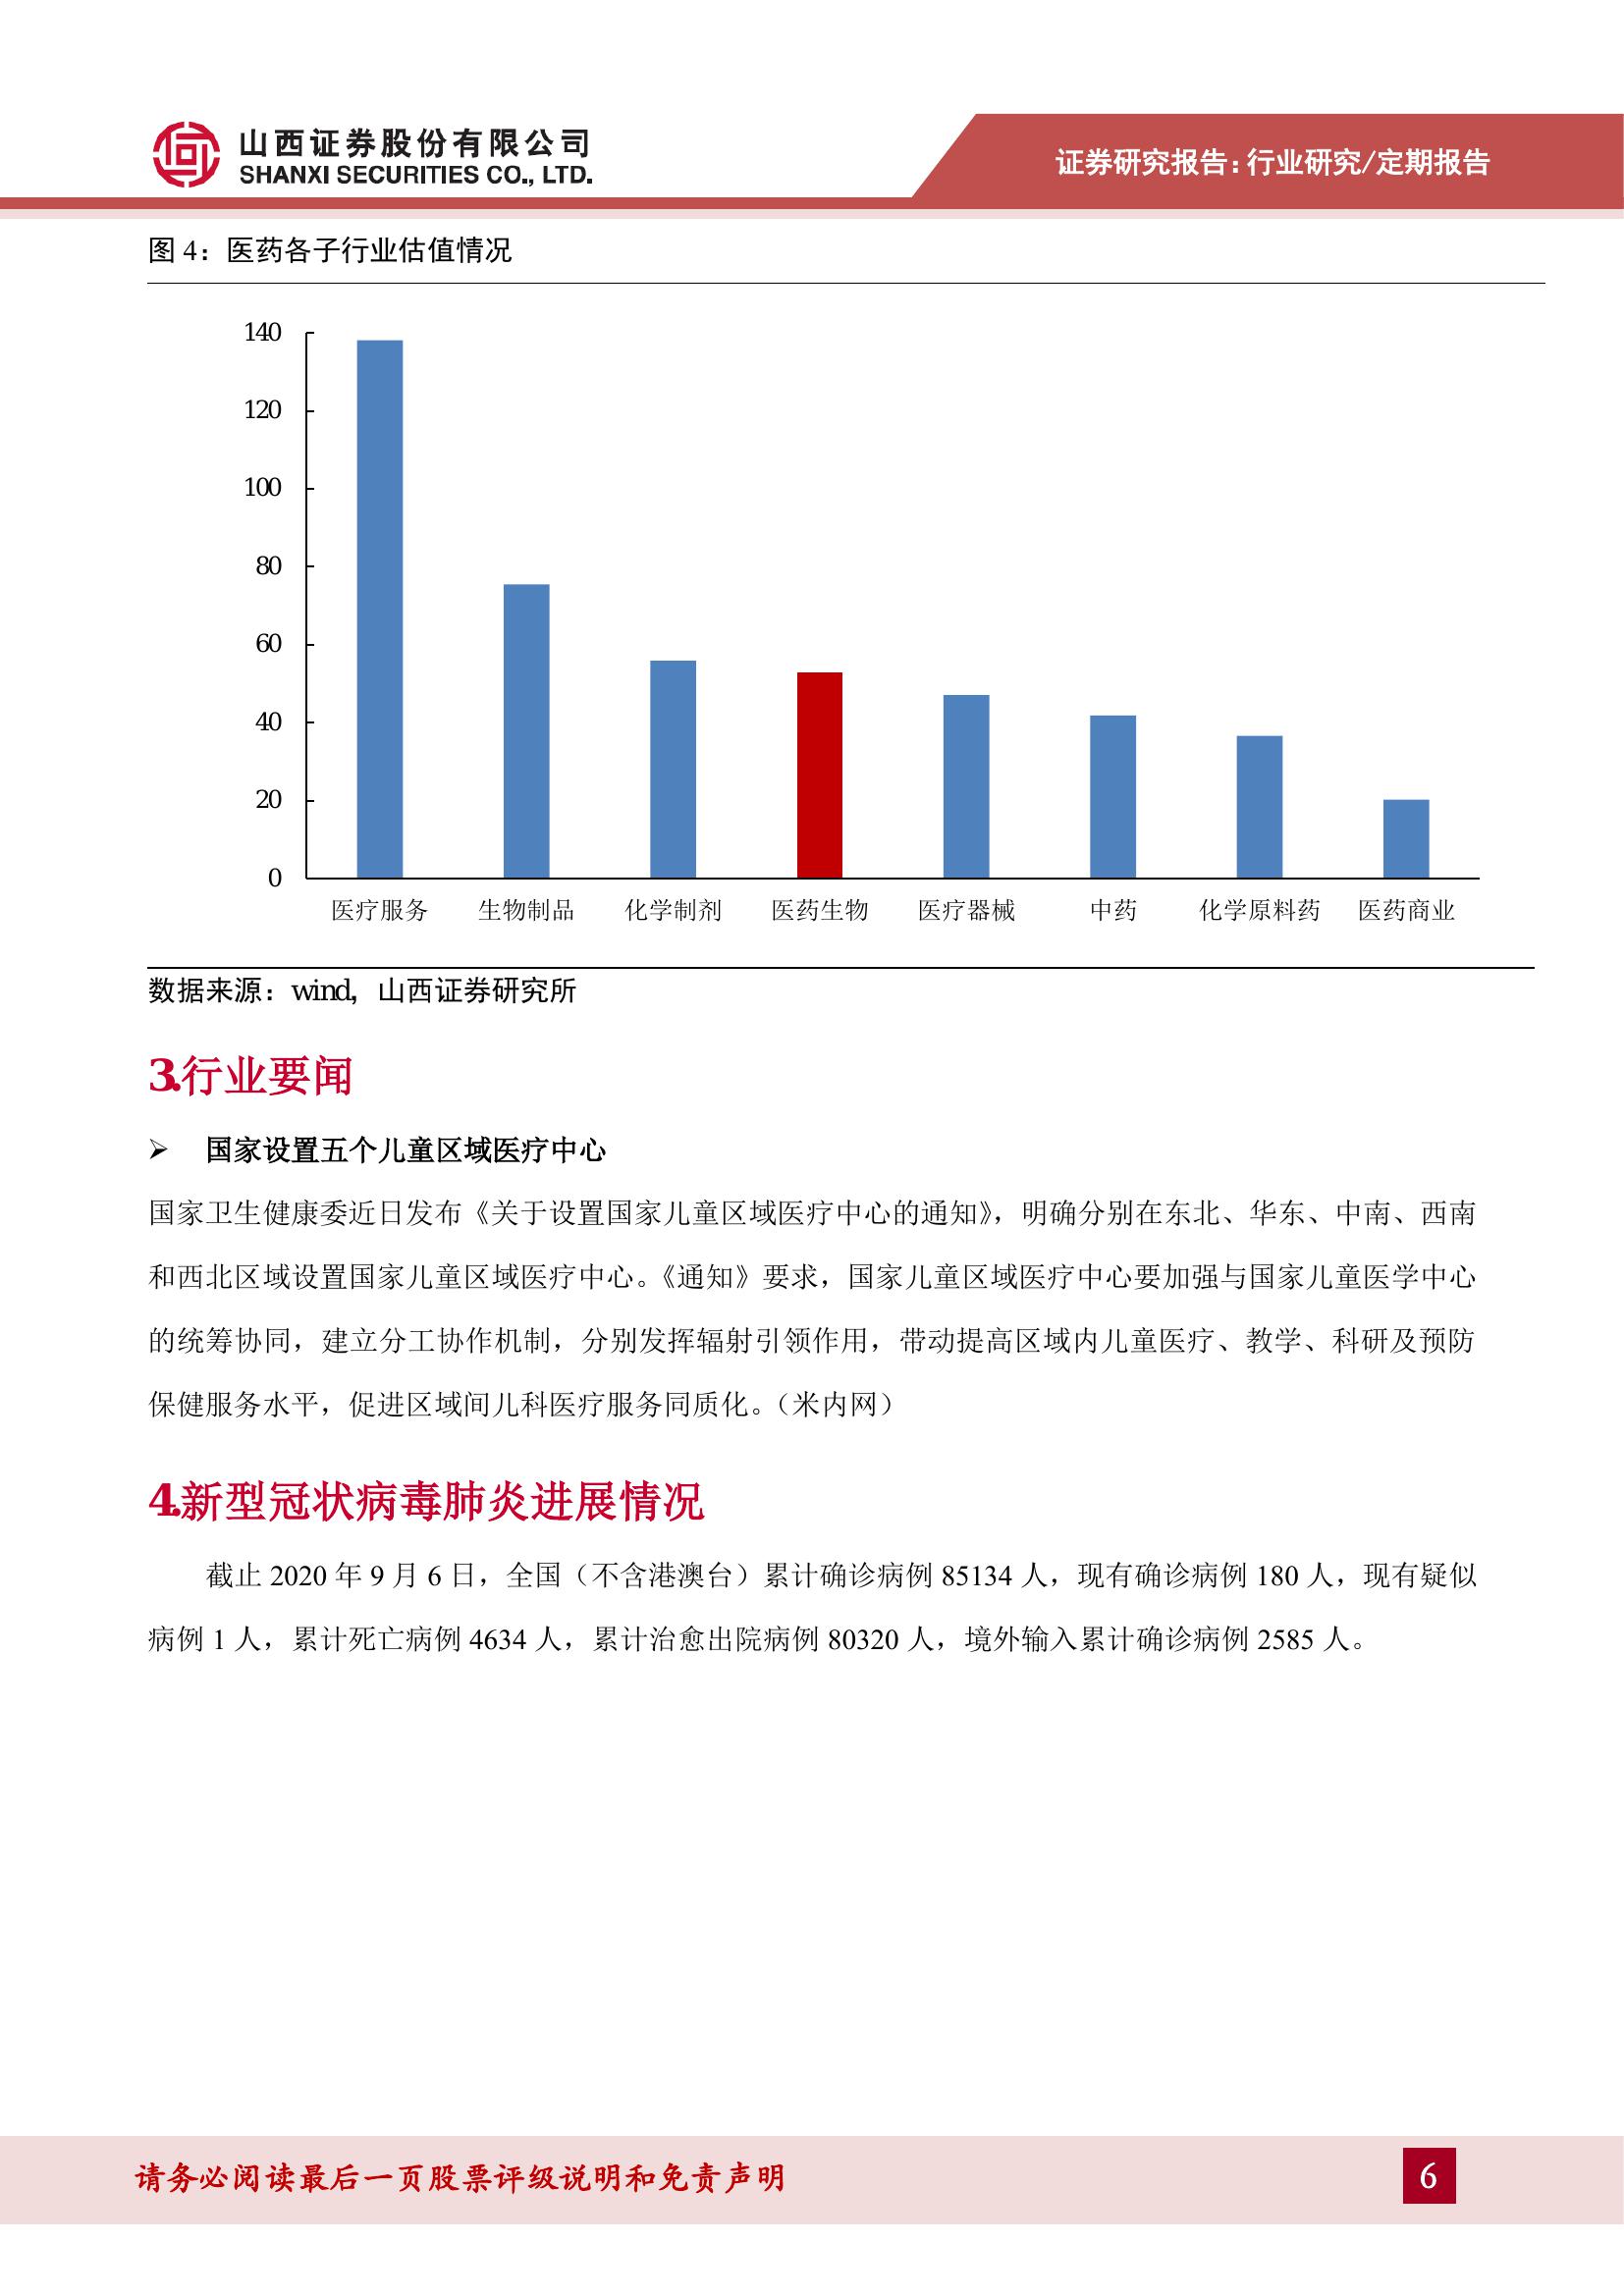 山西证券股份有限公司
SHANXI SECURITIES CO., LTD.
证券研究报告：行业研究/定期报告
图 4：医药各子行业估值情况
140
120
100
80
60
40
20
0
医疗服务 生物制品 化学制剂 医药生物 医疗器械 中药 化学原料药 医药商业
数据来源：wind，山西证券研究所
3.行业要闻
➢ 国家设置五个儿童区域医疗中心
国家卫生健康委近日发布《关于设置国家儿童区域医疗中心的通知》，明确分别在东北、华东、中南、西南
和西北区域设置国家儿童区域医疗中心。《通知》要求，国家儿童区域医疗中心要加强与国家儿童医学中心
的统筹协同，建立分工协作机制，分别发挥辐射引领作用，带动提高区域内儿童医疗、教学、科研及预防
保健服务水平，促进区域间儿科医疗服务同质化。（米内网）
4.新型冠状病毒肺炎进展情况
截止 2020 年 9 月 6 日，全国（不含港澳台）累计确诊病例 85134 人，现有确诊病例 180 人，现有疑似
病例 1 人，累计死亡病例 4634 人，累计治愈出院病例 80320 人，境外输入累计确诊病例 2585 人。
请务必阅读最后一页股票评级说明和免责声明
6